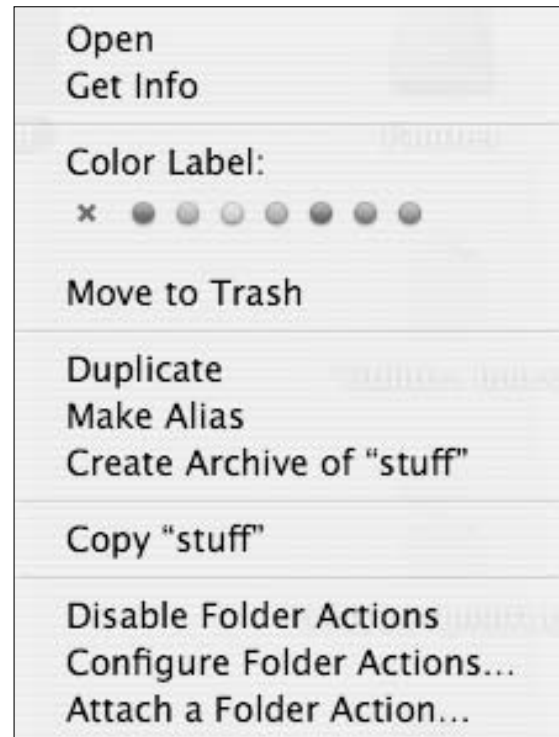 Open
Get Info
Color Label:
Move to Trash
Duplicate
Make Alias
Create Archive of “stuff”
Copy “stuff”
Disable Folder Actions
Configure Folder Actions...
Attach a Folder Action...